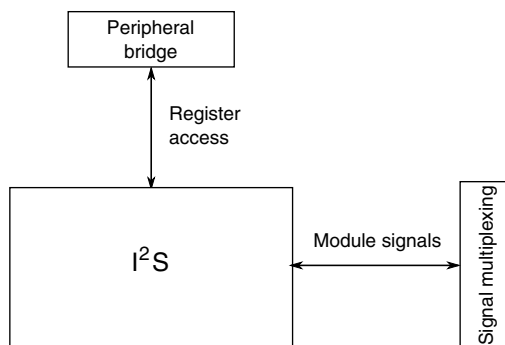 Peripheral
bridge
Register
access
I²S
Module signals
Signal multiplexing